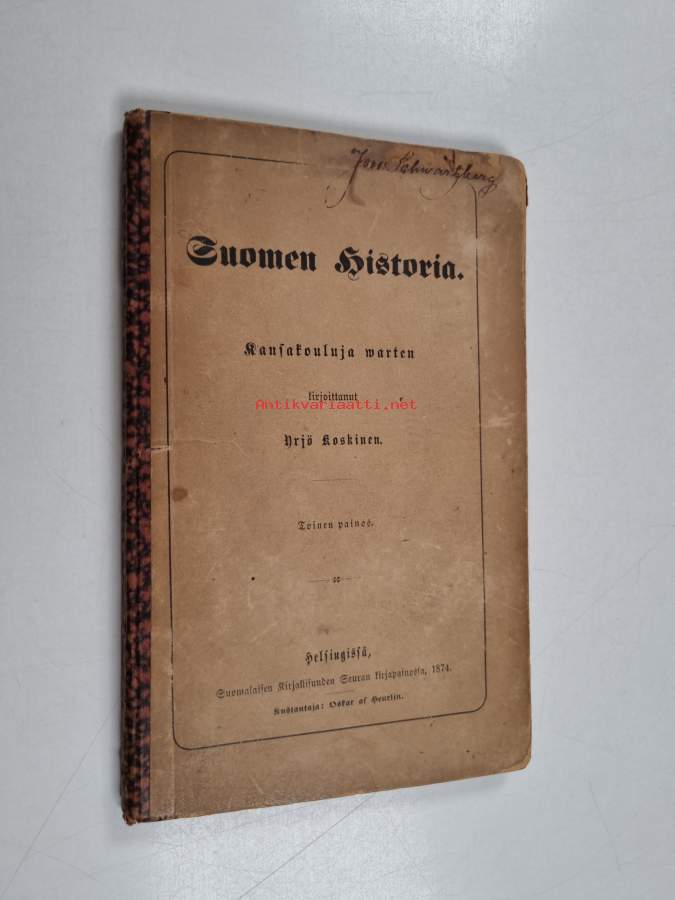 Schwartzberg
Suomen Historia.
Kansakouluja warten
kirjoittanut
Antikvariaatti.net
Yrjö Koskinen.
Toinen painos.
Helsingissä,
Suomalaisen Kirjallisuuden Seuran kirjapainossa, 1874.
Kustantaja: Oskar af Heurlin.